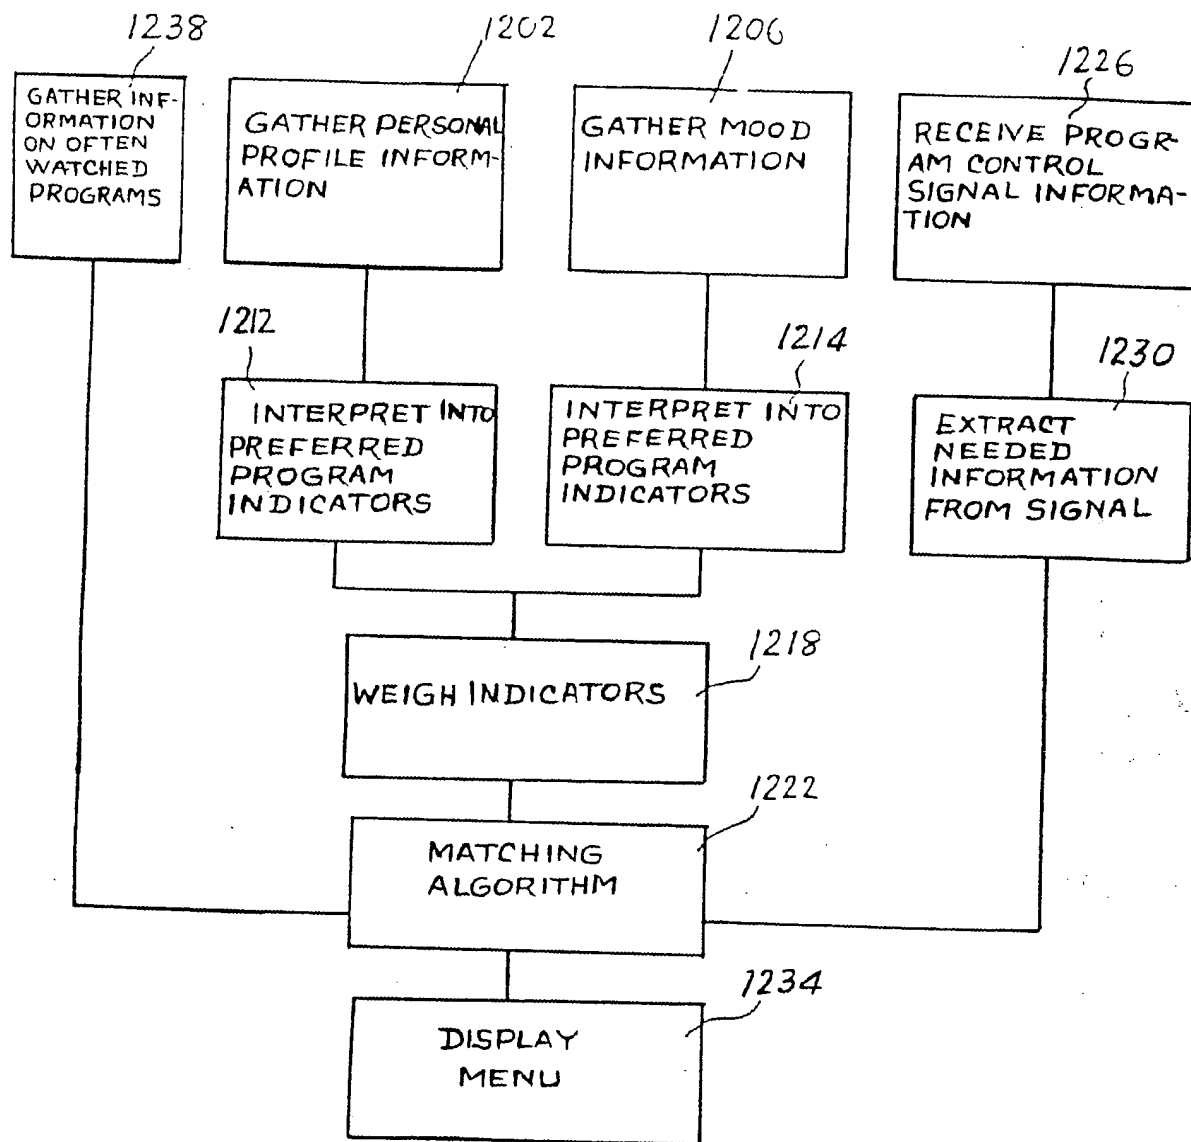 1238
GATHER INF-
ORMATION
ON OFTEN
WATCHED
PROGRAMS
1202
GATHER PERSONAL
PROFILE INFORM-
ATION
1206
GATHER MOOD
INFORMATION
1226
RECEIVE PROGR-
AM CONTROL
SIGNAL INFORMA-
TION
1212
INTERPRET INTO
PREFERRED
PROGRAM
INDICATORS
1214
INTERPRET INTO
PREFERRED
PROGRAM
INDICATORS
1230
EXTRACT
NEEDED
INFORMATION
FROM SIGNAL
1218
WEIGH INDICATORS
1222
MATCHING
ALGORITHM
1234
DISPLAY
MENU